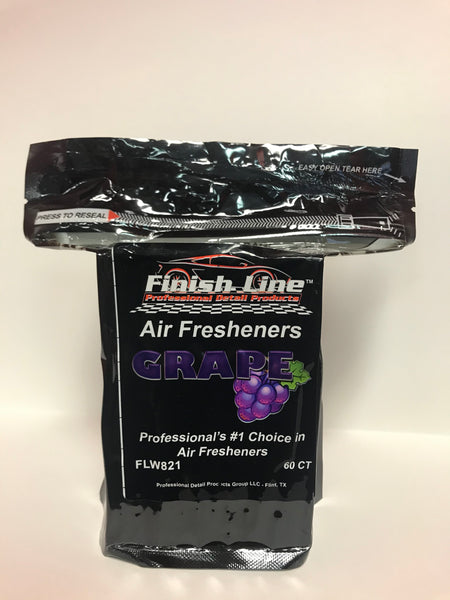 EASY OPEN TEAR HERE
PRESS TO RESEAL
Finish Line™
Professional Detail Products
Air Fresheners
GRAPE
Professional's #1 Choice in
Air Fresheners
FLW821 60 CT
Professional Detail Products Group LLC - Flint, TX